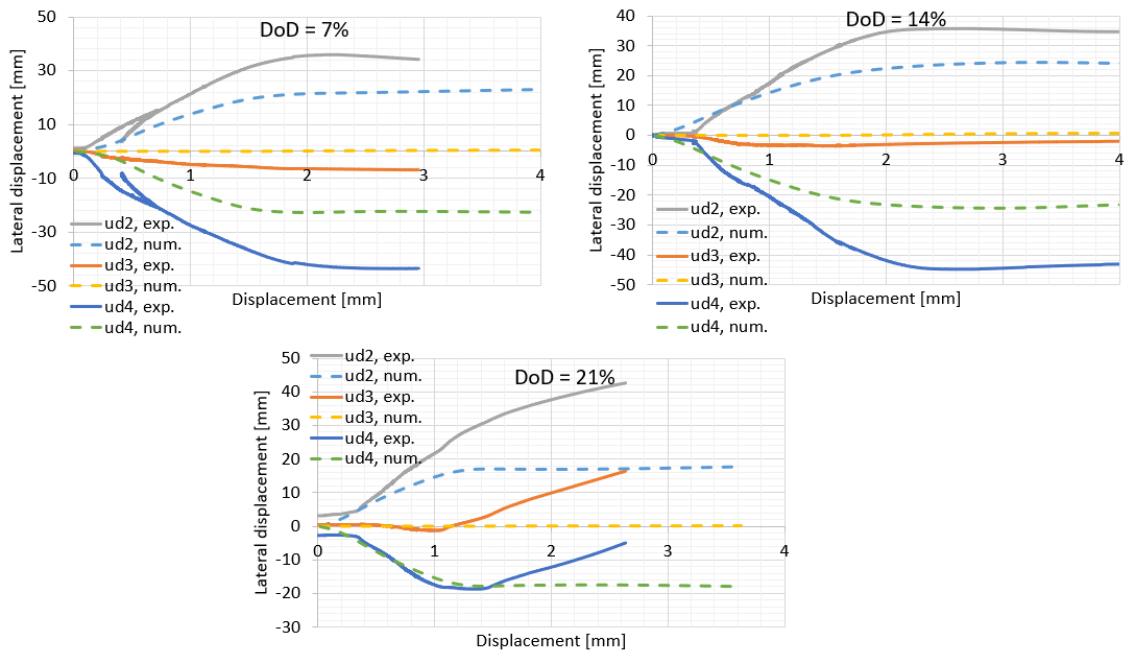 DoD = 7%
Lateral displacement [mm]
50
30
10
-10
-30
-50
0
1
2
3
4
ud2, exp.
ud2, num.
ud3, exp.
ud3, num.
ud4, exp.
ud4, num.
Displacement [mm]
DoD = 14%
Lateral displacement [mm]
40
30
20
10
0
-10
-20
-30
-40
-50
0
1
2
3
4
ud2, exp.
ud2, num.
ud3, exp.
ud3, num.
ud4, exp.
ud4, num.
Displacement [mm]
DoD = 21%
Lateral displacement [mm]
50
40
30
20
10
0
-10
-20
-30
0
1
2
3
4
ud2, exp.
ud2, num.
ud3, exp.
ud3, num.
ud4, exp.
ud4, num.
Displacement [mm]